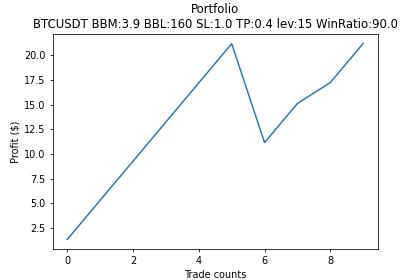 Portfolio
BTCUSDT BBM:3.9 BBL:160 SL:1.0 TP:0.4 lev:15 WinRatio:90.0
20.0
17.5
15.0
12.5
10.0
7.5
5.0
2.5
Profit ($)
0 2 4 6 8
Trade counts